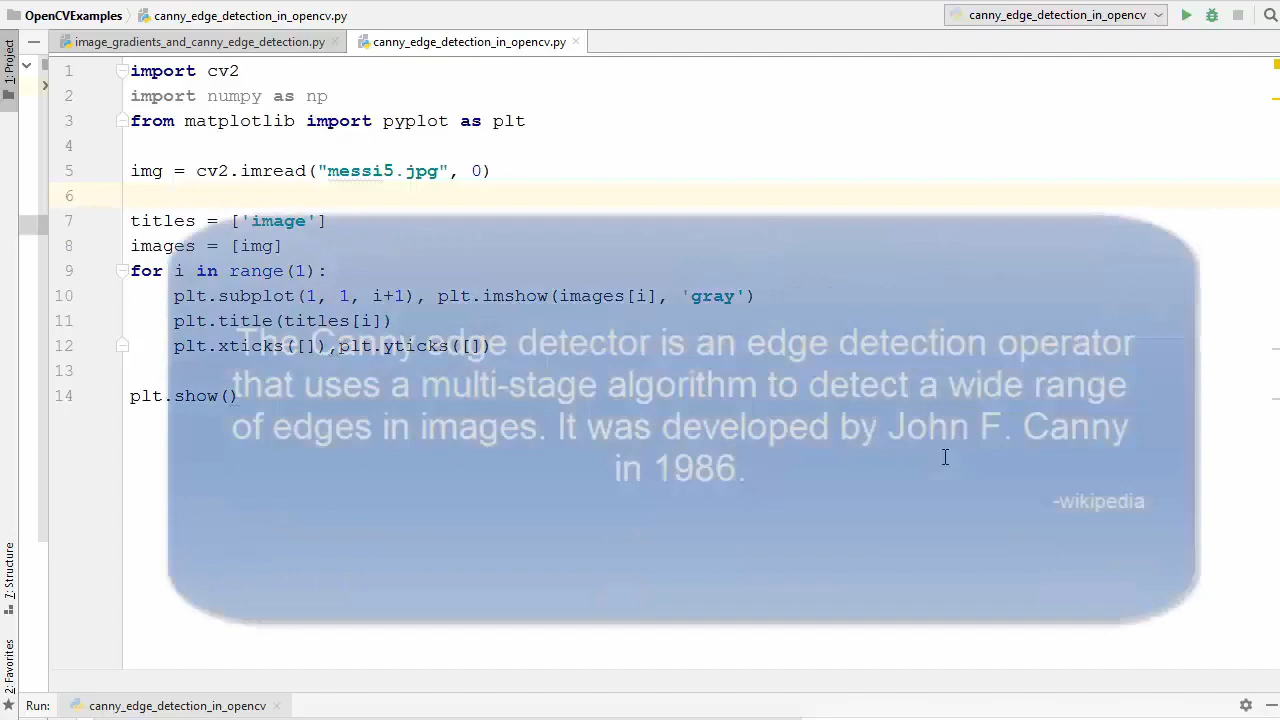 OpenCVExamples canny_edge_detection_in_opencv.py canny_edge_detection_in_opencv
image_gradients_and_canny_edge_detection.py canny_edge_detection_in_opencv.py
1: Project
1 import cv2
2 import numpy as np
3 from matplotlib import pyplot as plt
4
5 img = cv2.imread("messi5.jpg", 0)
6
7 titles = ['image']
8 images = [img]
9 for i in range(1):
10 plt.subplot(1, 1, i+1), plt.imshow(images[i], 'gray')
11 plt.title(titles[i])
12 plt.xticks([]),plt.yticks([])
13
14 plt.show()
The Canny edge detector is an edge detection operator
that uses a multi-stage algorithm to detect a wide range
of edges in images. It was developed by John F. Canny
in 1986.
-wikipedia
7: Structure
2: Favorites
Run: canny_edge_detection_in_opencv